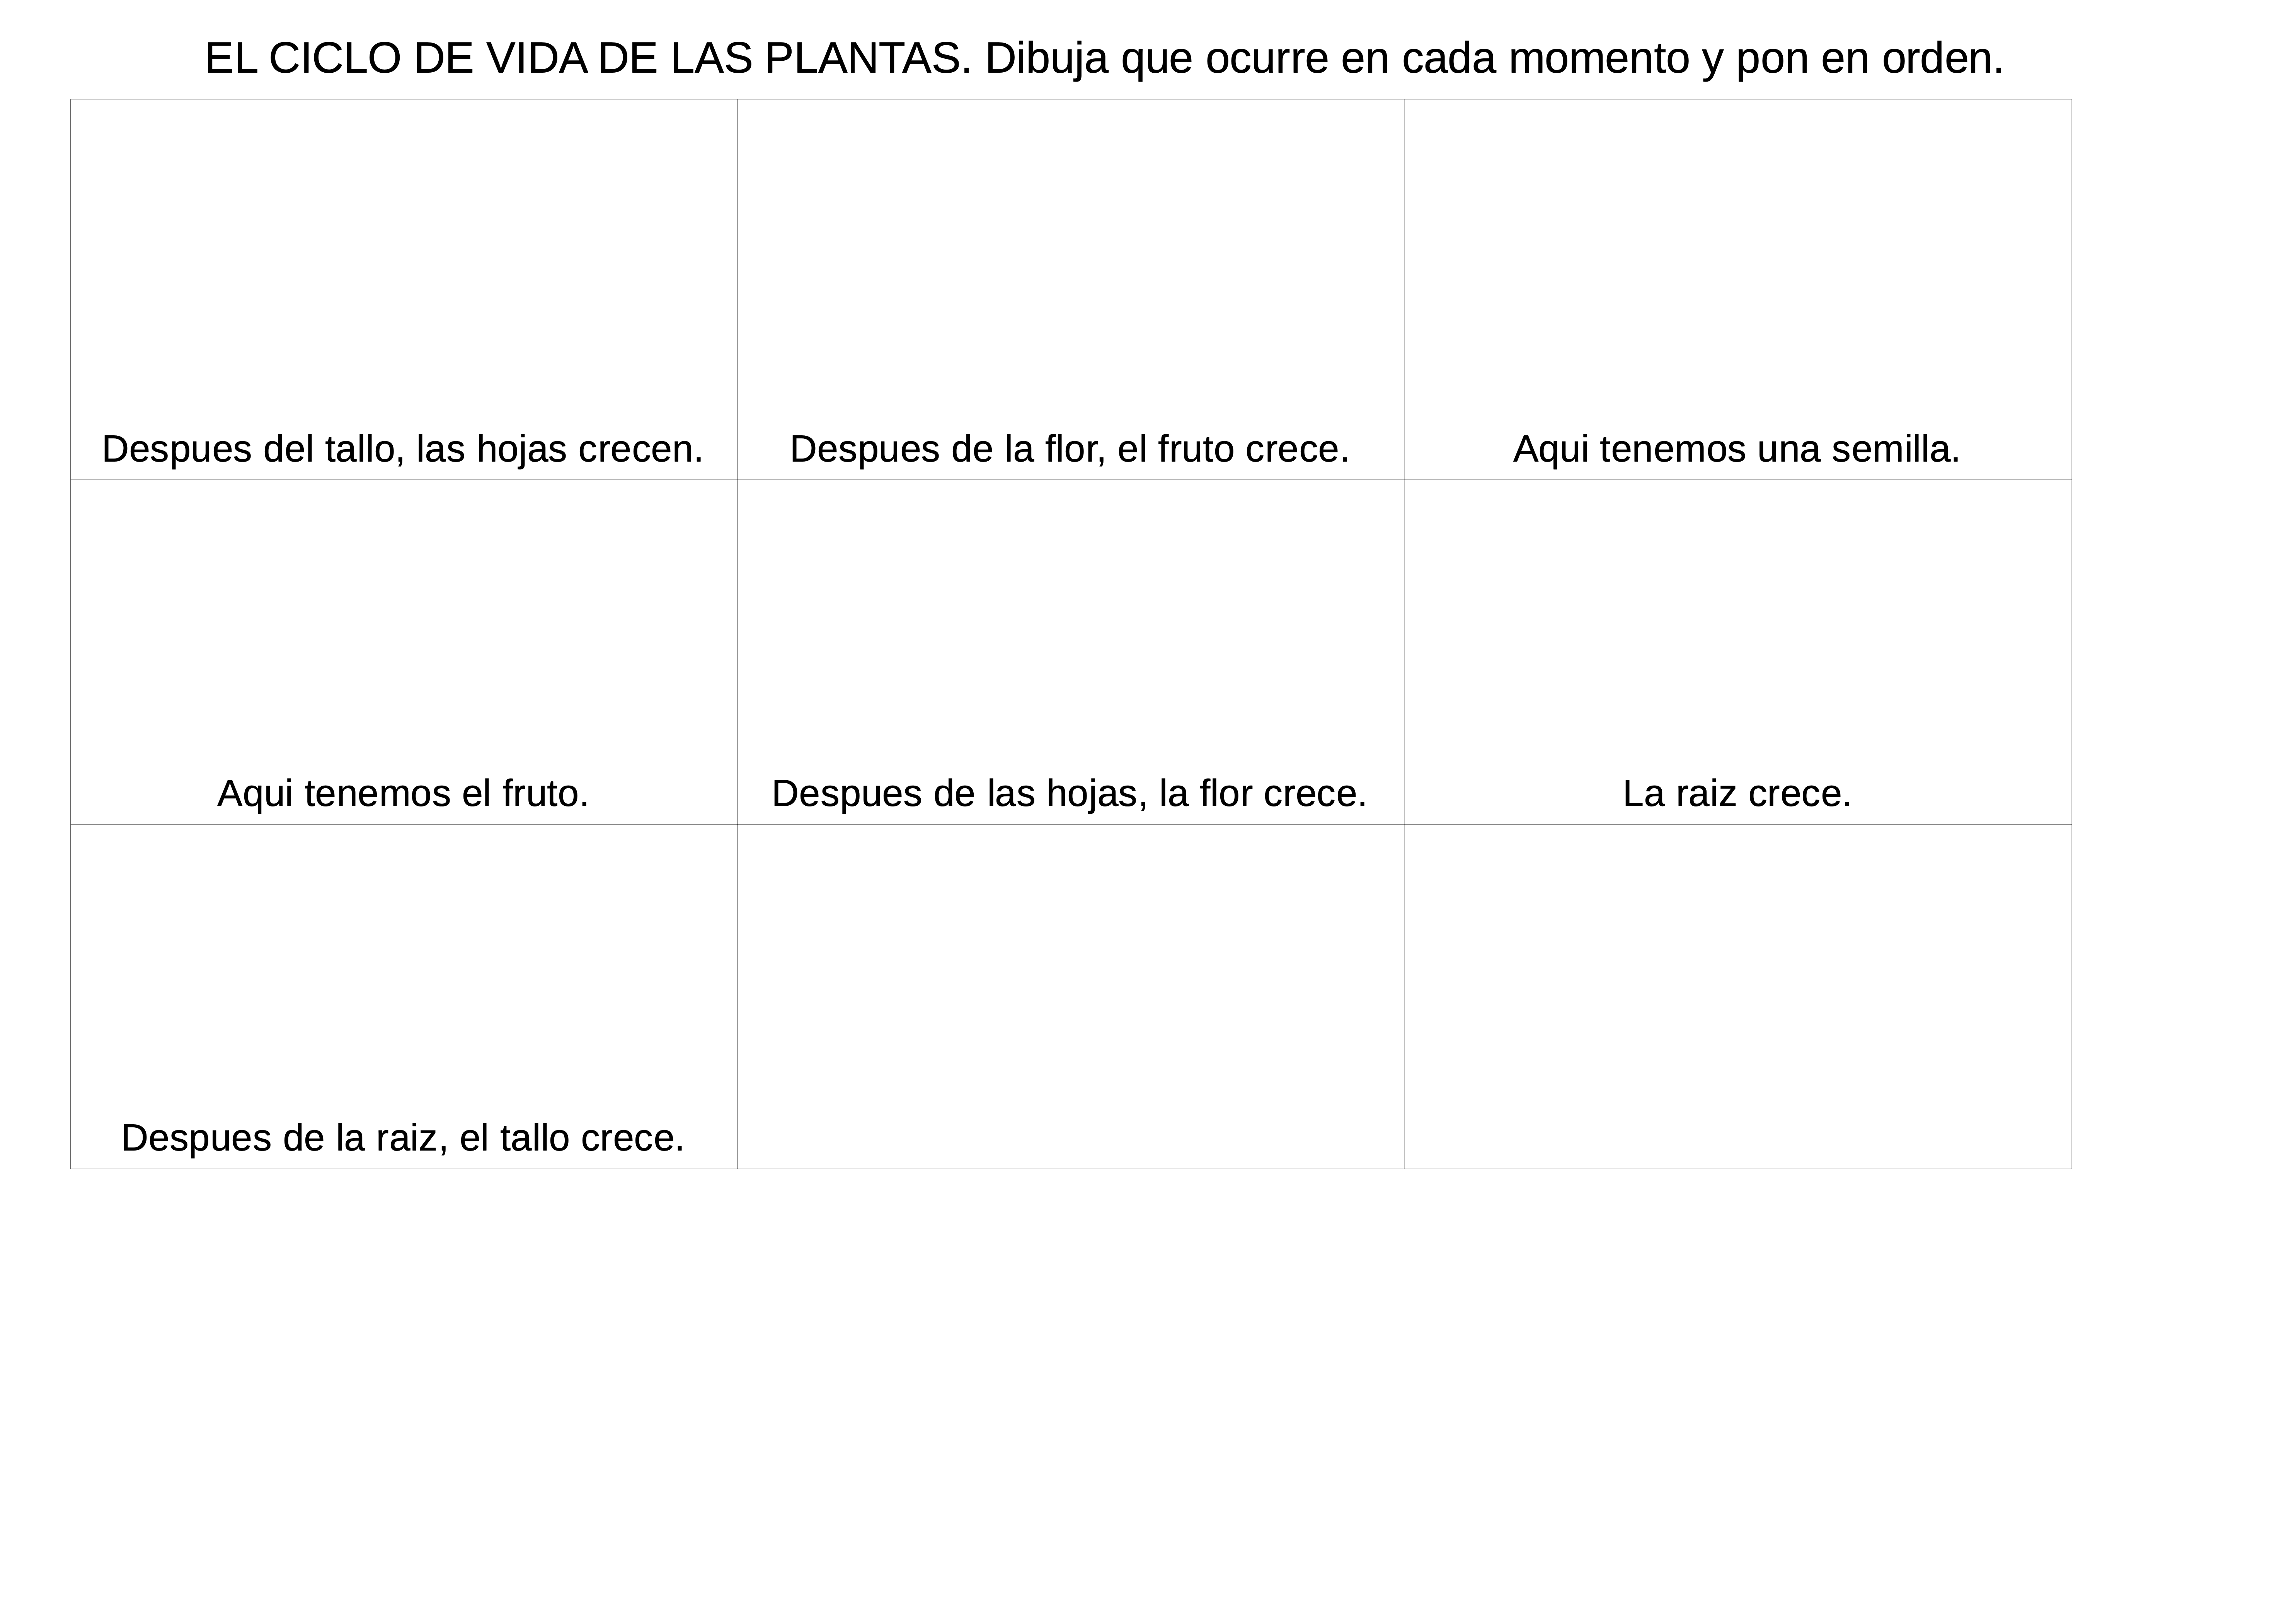 EL CICLO DE VIDA DE LAS PLANTAS. Dibuja que ocurre en cada momento y pon en orden.
Despues del tallo, las hojas crecen.
Despues de la flor, el fruto crece.
Aqui tenemos una semilla.
Aqui tenemos el fruto.
Despues de las hojas, la flor crece.
La raiz crece.
Despues de la raiz, el tallo crece.